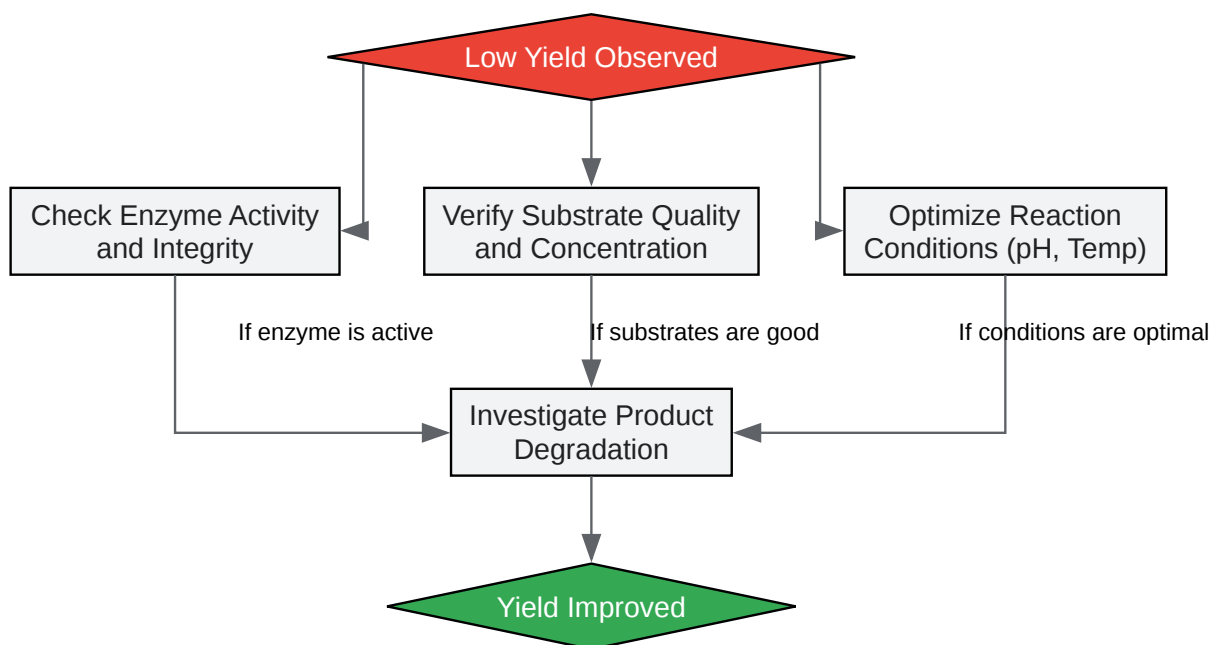 Low Yield Observed
Check Enzyme Activity
and Integrity
Verify Substrate Quality
and Concentration
Optimize Reaction
Conditions (pH, Temp)
If enzyme is active
If substrates are good
If conditions are optimal
Investigate Product
Degradation
Yield Improved